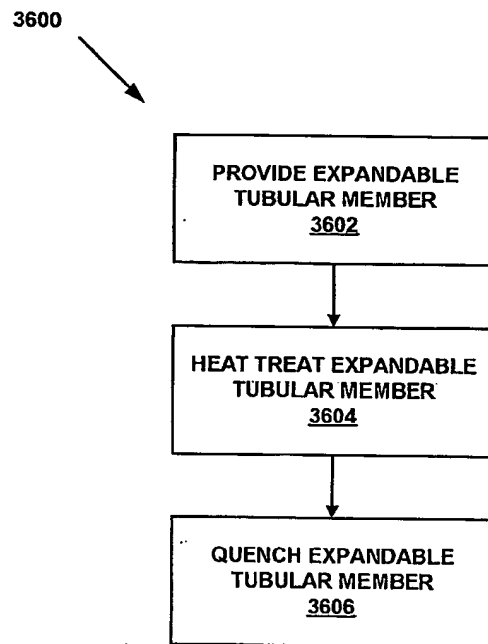 3600
PROVIDE EXPANDABLE
TUBULAR MEMBER
3602
HEAT TREAT EXPANDABLE
TUBULAR MEMBER
3604
QUENCH EXPANDABLE
TUBULAR MEMBER
3606